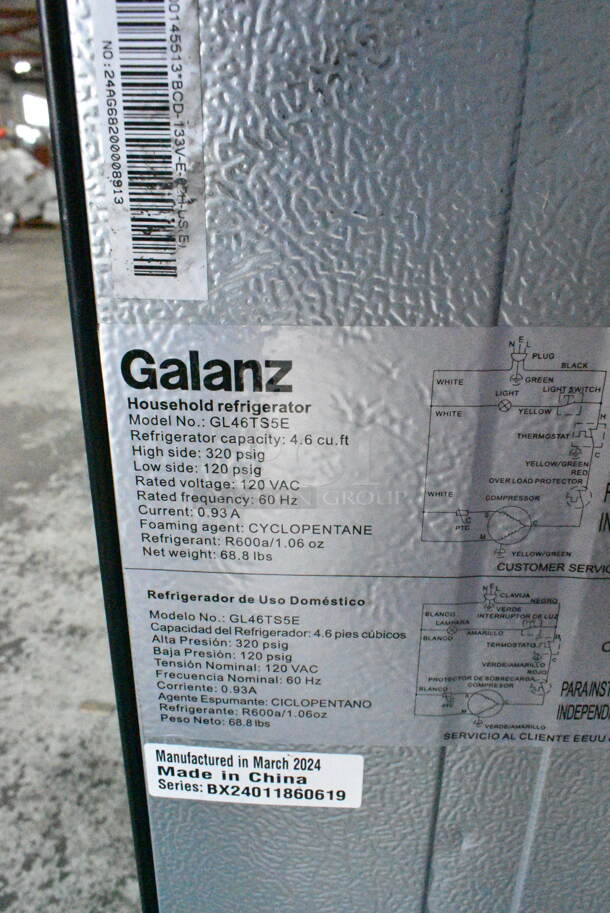 NO:24AG68200008913
Galanz
Household refrigerator
Model No.: GL46TS5E
Refrigerator capacity: 4.6 cu.ft
High side: 320 psig
Low side: 120 psig
Rated voltage: 120 VAC
Rated frequency: 60 Hz
Current: 0.93 A
Foaming agent: CYCLOPENTANE
Refrigerant: R600a/1.06 oz
Net weight: 68.8 lbs
N E L
PLUG
BLACK
GREEN
WHITE
LIGHT
LIGHT SWITCH
WHITE
YELLOW
THERMOSTAT
YELLOW/GREEN
RED
OVER LOAD PROTECTOR
WHITE
COMPRESSOR
PTC
YELLOW/GREEN
CUSTOMER SERVIC
GROUP
Refrigerador de Uso Doméstico
Modelo No.: GL46TS5E
Capacidad del Refrigerador: 4.6 pies cúbicos
Alta Presión: 320 psig
Baja Presión: 120 psig
Tensión Nominal: 120 VAC
Frecuencia Nominal: 60 Hz
Corriente: 0.93A
Agente Espumante: CICLOPENTANO
Refrigerante: R600a/1.06oz
Peso Neto: 68.8lbs
N E L
CLAVIJA
NEGRO
VERDE
BLANCO
INTERRUPTOR DE LUZ
LAMPARA
AMARILLO
BLANCO
TERMOSTATO
VERDE/AMARILLO
ROJO
PROTECTOR DE SOBRECARGA
COMPRESOR
BLANCO
PTC
VERDE/AMARILLO
PARA INST
INDEPEND
SERVICIO AL CLIENTE EEUU
Manufactured in March 2024
Made in China
Series: BX24011860619